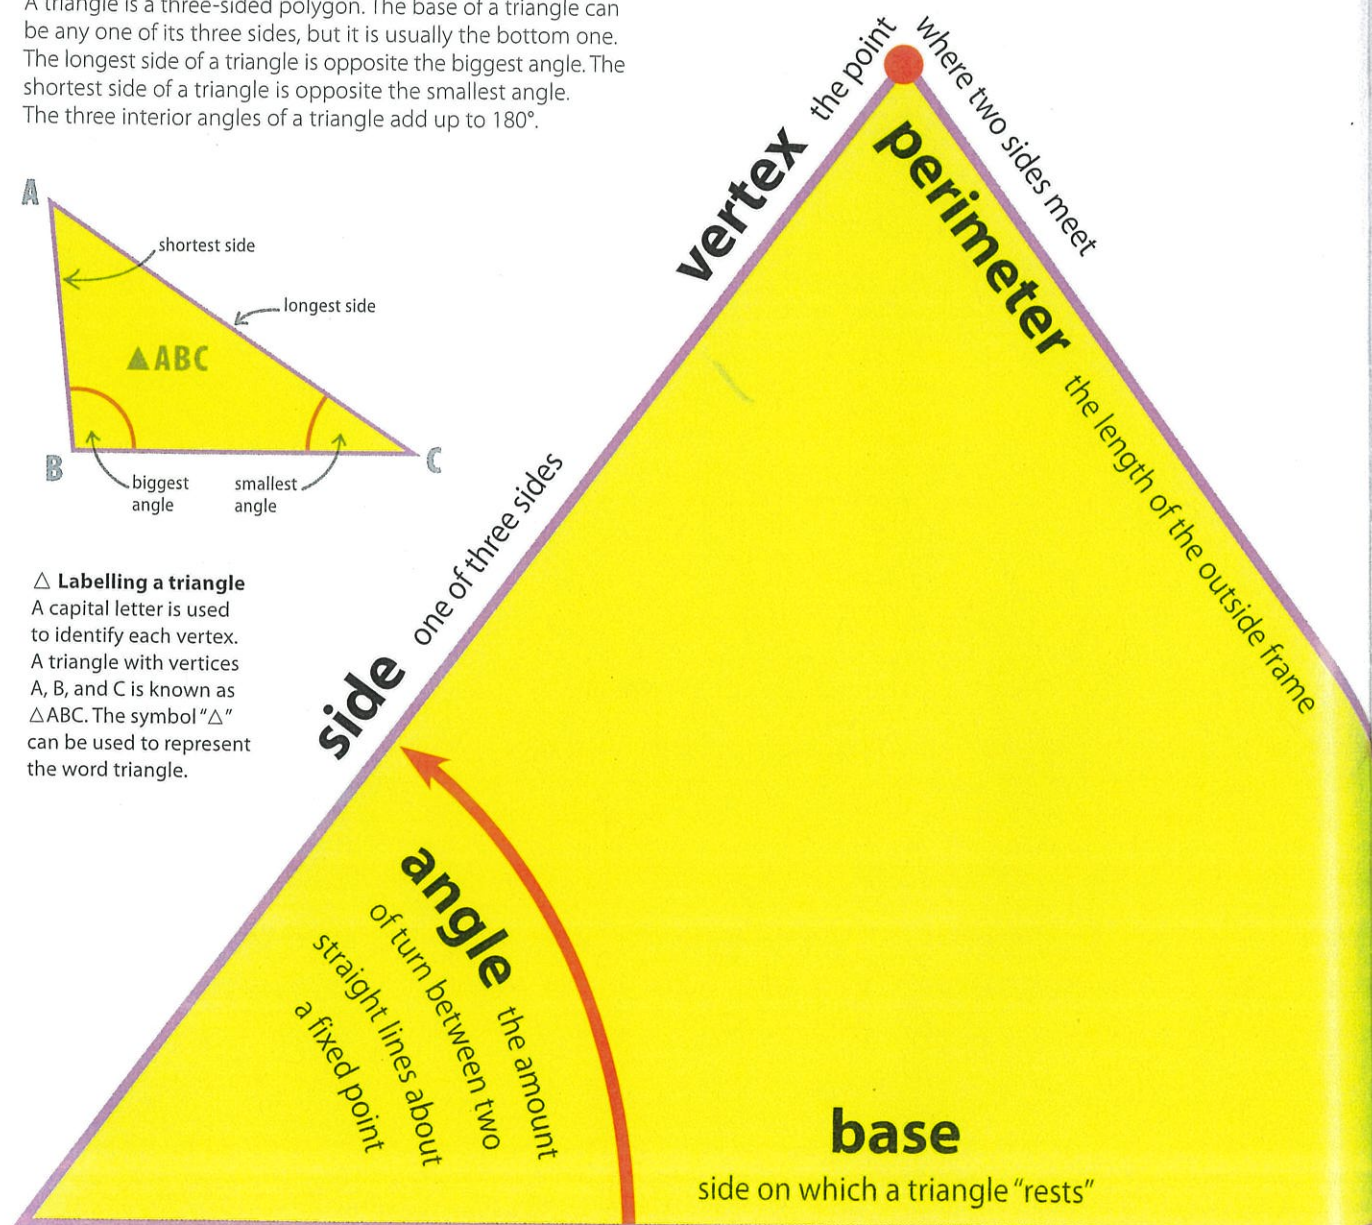 A triangle is a three-sided polygon. The base of a triangle can
be any one of its three sides, but it is usually the bottom one.
The longest side of a triangle is opposite the biggest angle. The
shortest side of a triangle is opposite the smallest angle.
The three interior angles of a triangle add up to 180°.
A
shortest side
longest side
▲ABC
B
C
biggest
angle
smallest
angle
△ Labelling a triangle
A capital letter is used
to identify each vertex.
A triangle with vertices
A, B, and C is known as
△ABC. The symbol “△”
can be used to represent
the word triangle.
vertex the point
where two sides meet
perimeter the length of the outside frame
side one of three sides
angle the amount
of turn between two
straight lines about
a fixed point
base
side on which a triangle “rests”